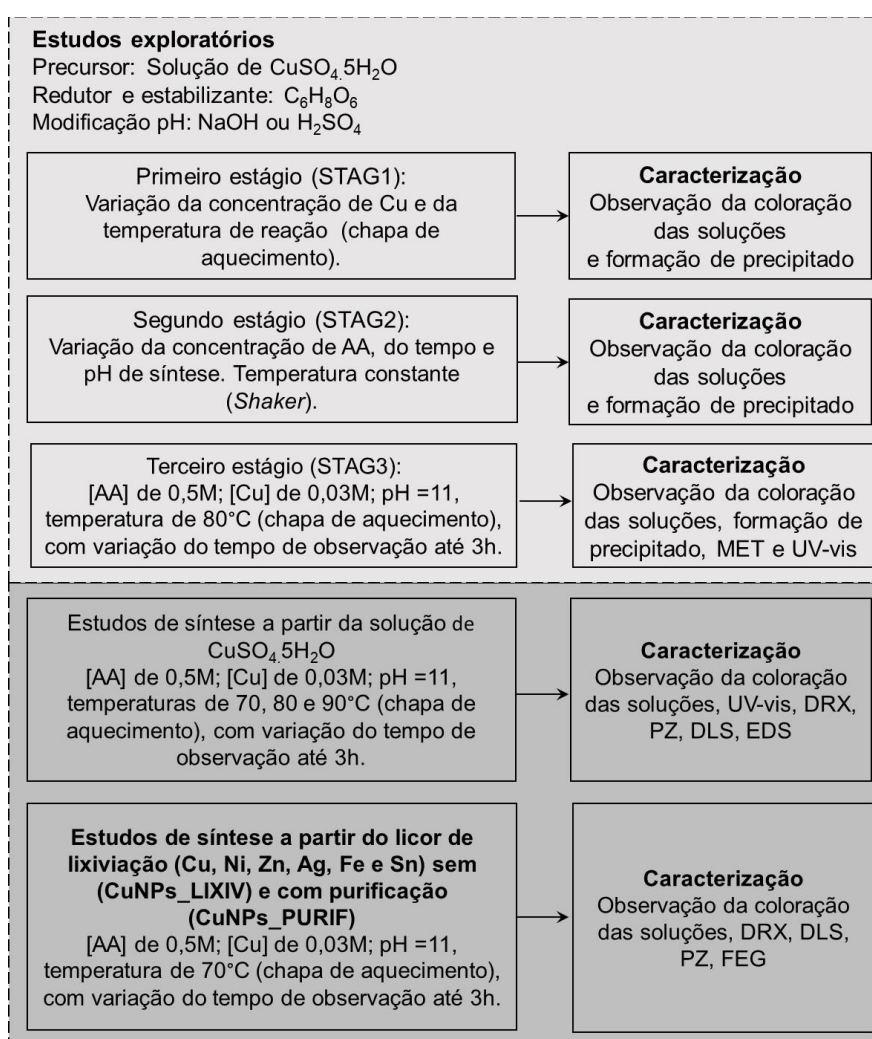 Estudos exploratórios
Precursor: Solução de CuSO₄.5H₂O
Redutor e estabilizante: C₆H₈O₆
Modificação pH: NaOH ou H₂SO₄
Primeiro estágio (STAG1):
Variação da concentração de Cu e da
temperatura de reação (chapa de
aquecimento).
Caracterização
Observação da coloração
das soluções
e formação de precipitado
Segundo estágio (STAG2):
Variação da concentração de AA, do tempo e
pH de síntese. Temperatura constante
(Shaker).
Caracterização
Observação da coloração
das soluções
e formação de precipitado
Terceiro estágio (STAG3):
[AA] de 0,5M; [Cu] de 0,03M; pH =11,
temperatura de 80°C (chapa de aquecimento),
com variação do tempo de observação até 3h.
Caracterização
Observação da coloração
das soluções, formação de
precipitado, MET e UV-vis
Estudos de síntese a partir da solução de
CuSO₄.5H₂O
[AA] de 0,5M; [Cu] de 0,03M; pH =11,
temperaturas de 70, 80 e 90°C (chapa de
aquecimento), com variação do tempo de
observação até 3h.
Caracterização
Observação da coloração
das soluções, UV-vis, DRX,
PZ, DLS, EDS
Estudos de síntese a partir do licor de
lixiviação (Cu, Ni, Zn, Ag, Fe e Sn) sem
(CuNPs_LIXIV) e com purificação
(CuNPs_PURIF)
[AA] de 0,5M; [Cu] de 0,03M; pH =11,
temperatura de 70°C (chapa de aquecimento),
com variação do tempo de observação até 3h.
Caracterização
Observação da coloração
das soluções, DRX, DLS,
PZ, FEG